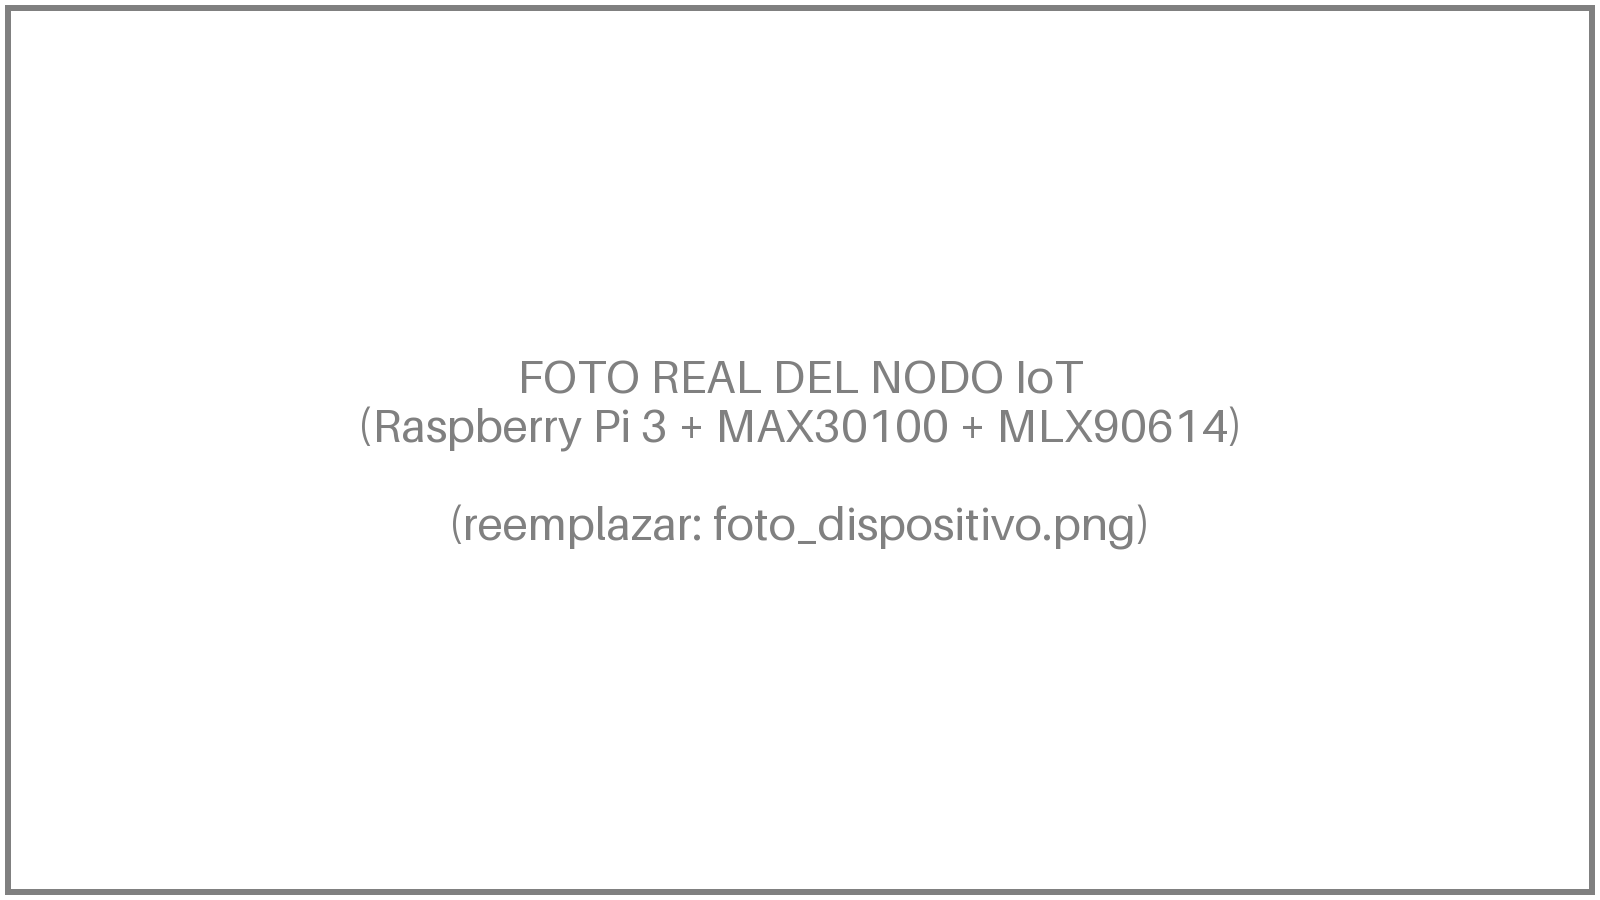 FOTO REAL DEL NODO IoT
(Raspberry Pi 3 + MAX30100 + MLX90614)
(reemplazar: foto_dispositivo.png)